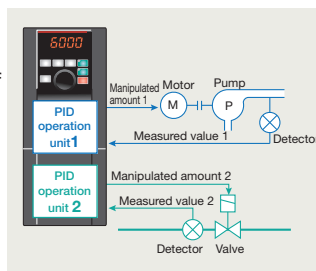 6000
Manipulated
amount 1
Motor
Pump
M
P
PID
operation
unit1
Measured value 1
Detecto
PID
operation
unit 2
Manipulated amount 2
Measured value 2
Detector
Valve